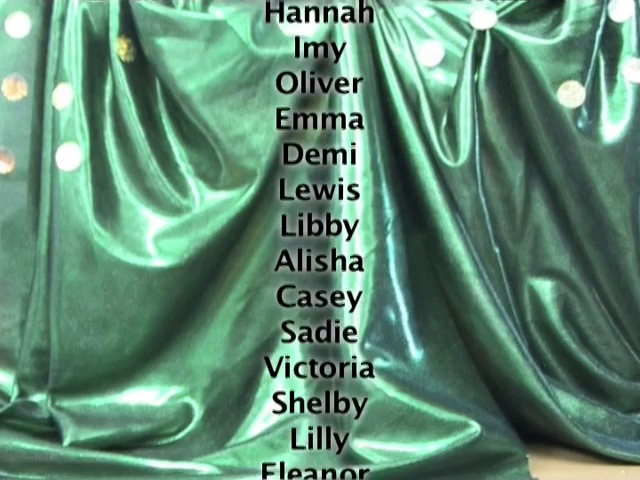 Hannah
Imy
Oliver
Emma
Demi
Lewis
Libby
Alisha
Casey
Sadie
Victoria
Shelby
Lilly
Eleanor